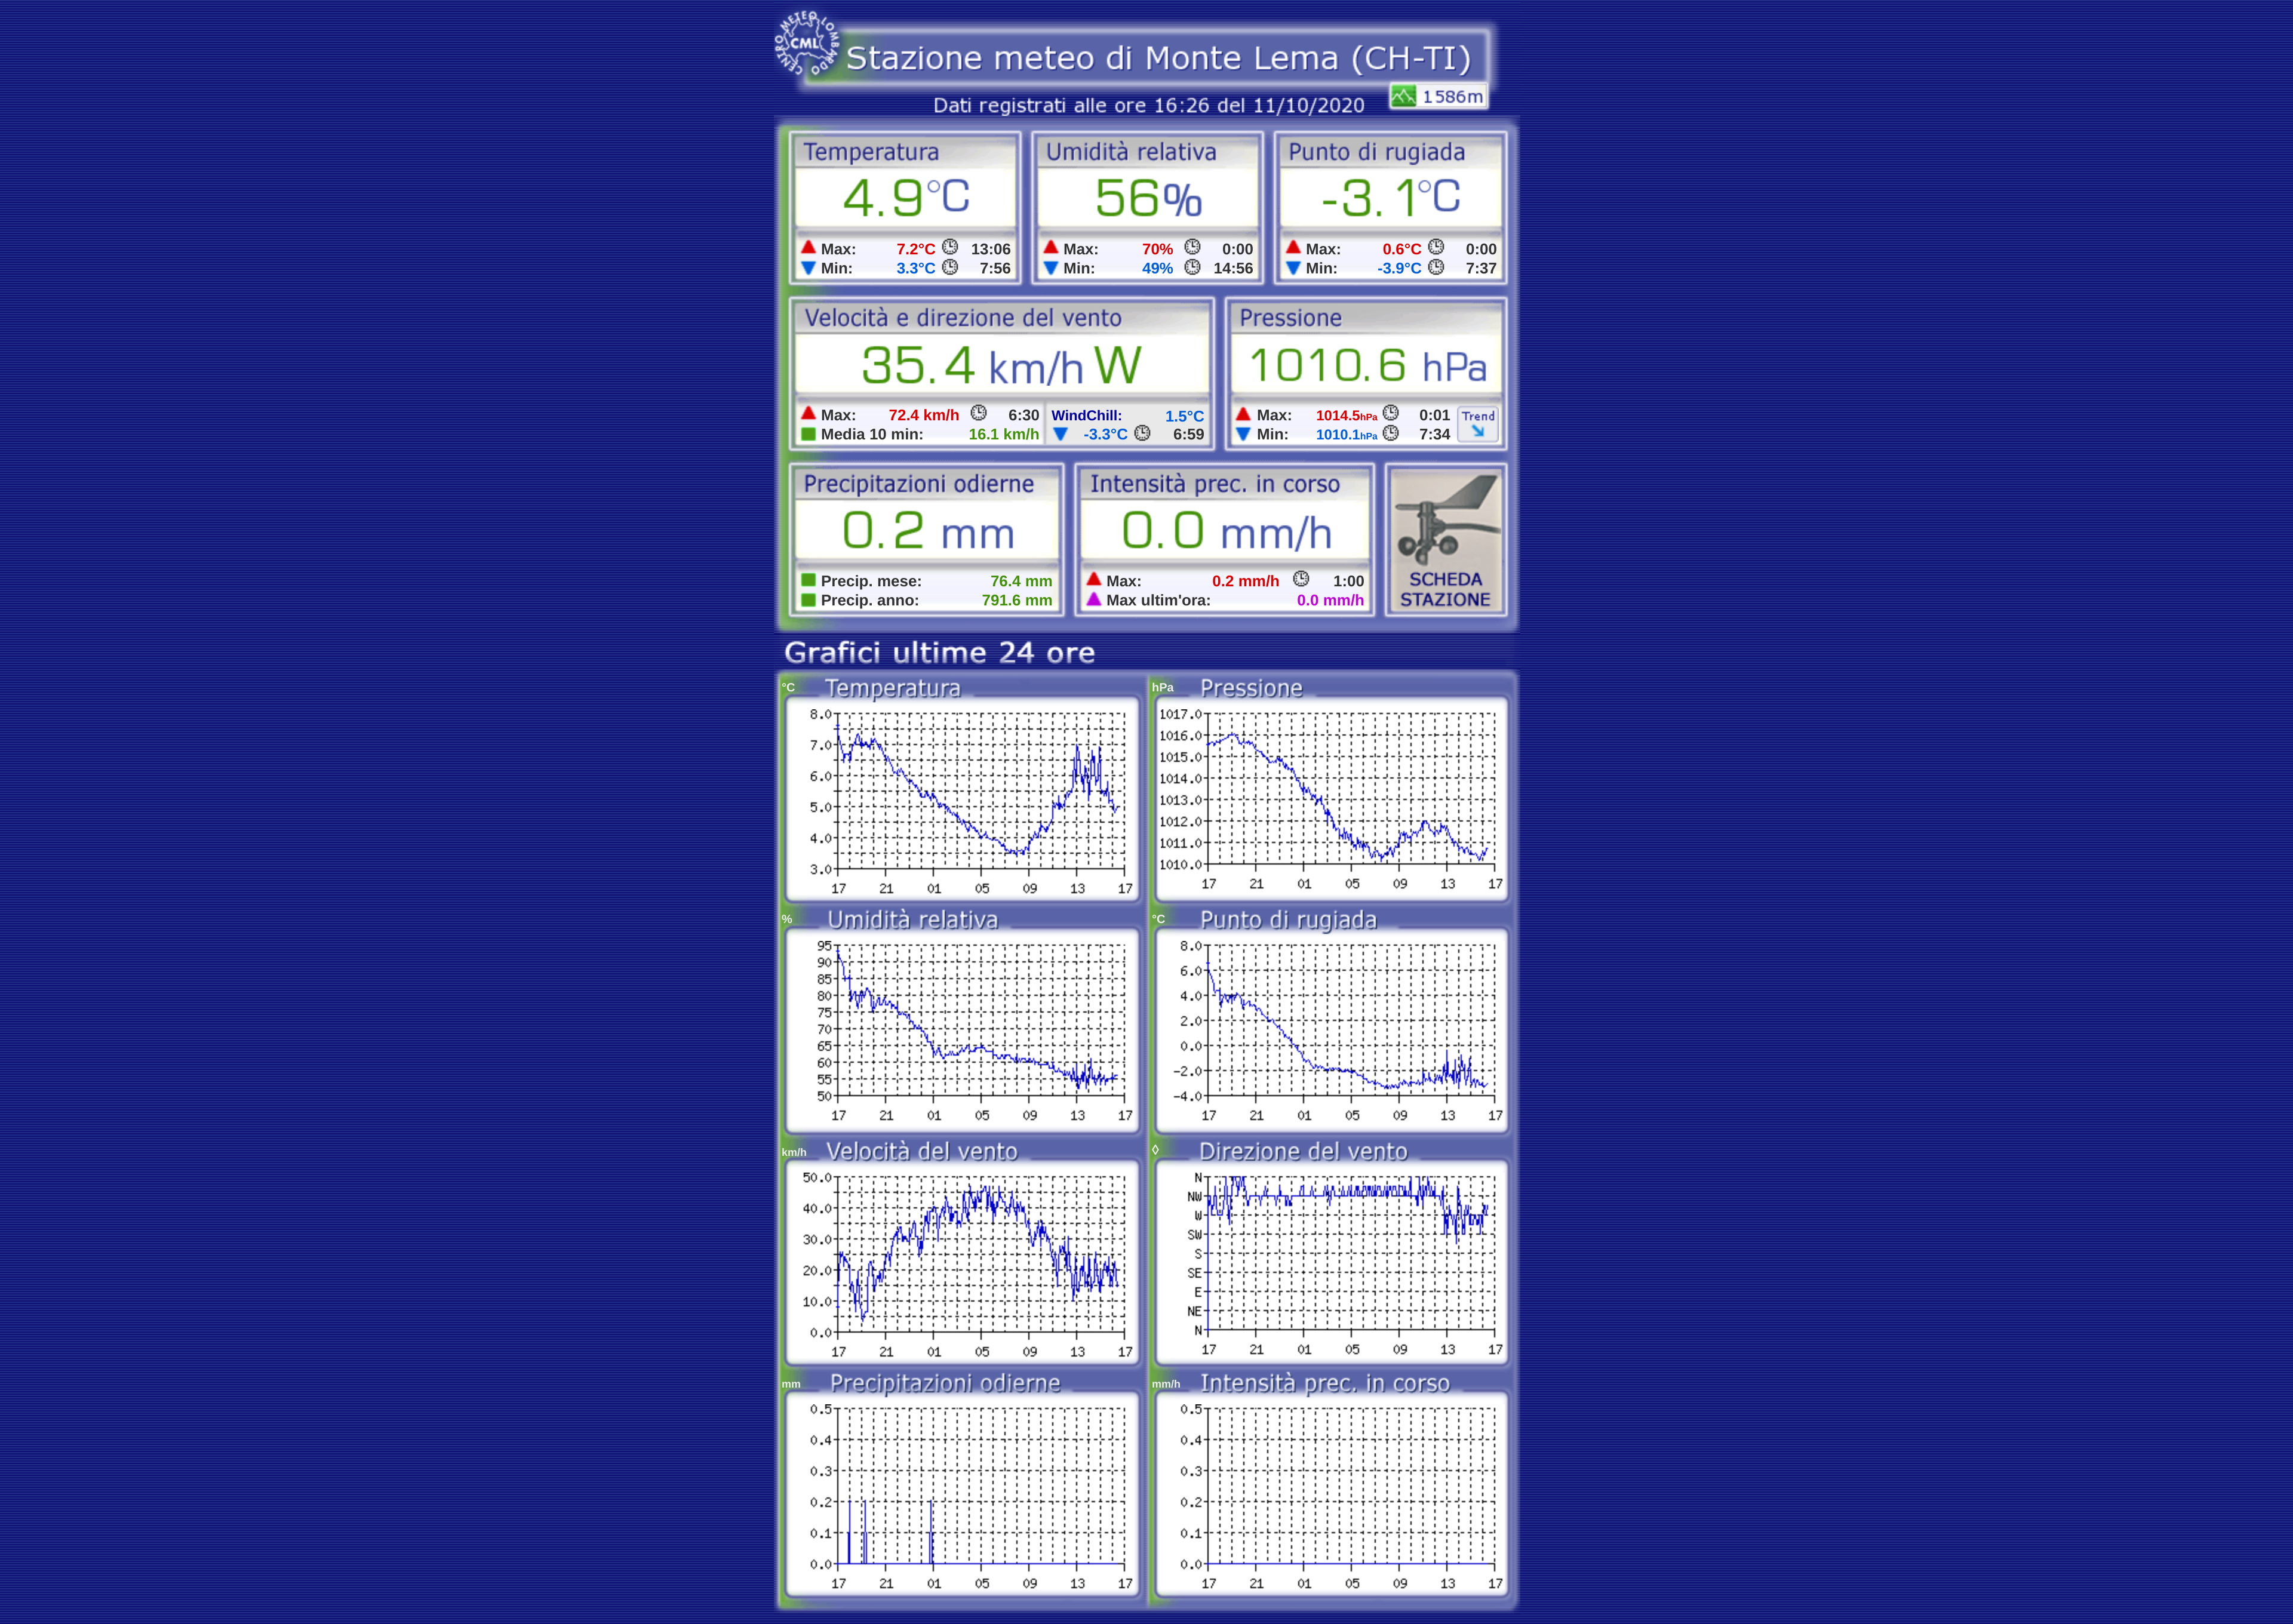 CENTRO METEO LOMBARDO
CML
Stazione meteo di Monte Lema (CH-TI)
Dati registrati alle ore 16:26 del 11/10/2020
1586m
Temperatura
4.9°C
Max: 7.2°C 13:06
Min: 3.3°C 7:56
Umidità relativa
56%
Max: 70% 0:00
Min: 49% 14:56
Punto di rugiada
-3.1°C
Max: 0.6°C 0:00
Min: -3.9°C 7:37
Velocità e direzione del vento
35.4 km/h W
Max: 72.4 km/h 6:30
Media 10 min: 16.1 km/h
WindChill: 1.5°C
-3.3°C 6:59
Pressione
1010.6 hPa
Max: 1014.5hPa 0:01
Min: 1010.1hPa 7:34
Trend
Precipitazioni odierne
0.2 mm
Precip. mese: 76.4 mm
Precip. anno: 791.6 mm
Intensità prec. in corso
0.0 mm/h
Max: 0.2 mm/h 1:00
Max ultim'ora: 0.0 mm/h
SCHEDA
STAZIONE
Grafici ultime 24 ore
°C Temperatura
8.0
7.0
6.0
5.0
4.0
3.0
17 21 01 05 09 13 17
hPa Pressione
1017.0
1016.0
1015.0
1014.0
1013.0
1012.0
1011.0
1010.0
17 21 01 05 09 13 17
% Umidità relativa
95
90
85
80
75
70
65
60
55
50
17 21 01 05 09 13 17
°C Punto di rugiada
8.0
6.0
4.0
2.0
0.0
-2.0
-4.0
17 21 01 05 09 13 17
km/h Velocità del vento
50.0
40.0
30.0
20.0
10.0
0.0
17 21 01 05 09 13 17
◊ Direzione del vento
N
NW
W
SW
S
SE
E
NE
N
17 21 01 05 09 13 17
mm Precipitazioni odierne
0.5
0.4
0.3
0.2
0.1
0.0
17 21 01 05 09 13 17
mm/h Intensità prec. in corso
0.5
0.4
0.3
0.2
0.1
0.0
17 21 01 05 09 13 17